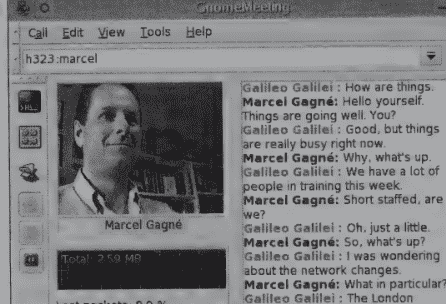 GnomeMeeting
Call Edit View Tools Help
h323:marcel
Galileo Galilei : How are things.
Marcel Gagné: Hello yourself.
Things are going well. You?
Galileo Galilei : Good, but things
are really busy right now.
Marcel Gagné: Why, what's up.
Galileo Galilei : We have a lot of
people in training this week.
Marcel Gagné: Short staffed, are
we?
Galileo Galilei : Oh, just a little.
Marcel Gagné: So, what's up?
Galileo Galilei : I was wondering
about the network changes.
Marcel Gagné: What in particular?
Galileo Galilei : The London
Marcel Gagné
Total: 2.59 MB